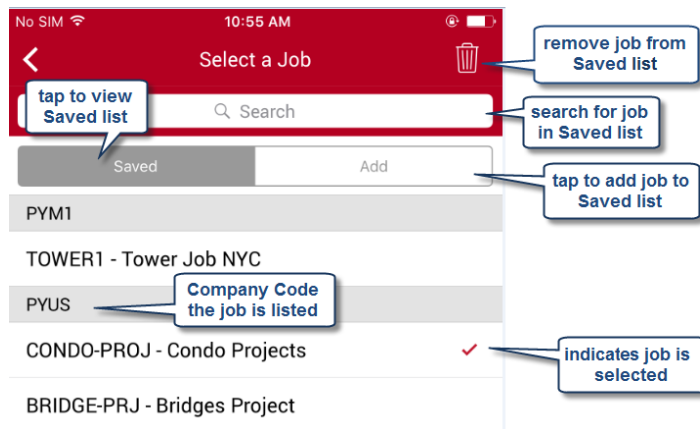 No SIM
10:55 AM
Select a Job
remove job from
Saved list
tap to view
Saved list
Search
search for job
in Saved list
Saved
Add
tap to add job to
Saved list
PYM1
TOWER1 - Tower Job NYC
PYUS
Company Code
the job is listed
CONDO-PROJ - Condo Projects
indicates job is
selected
BRIDGE-PRJ - Bridges Project